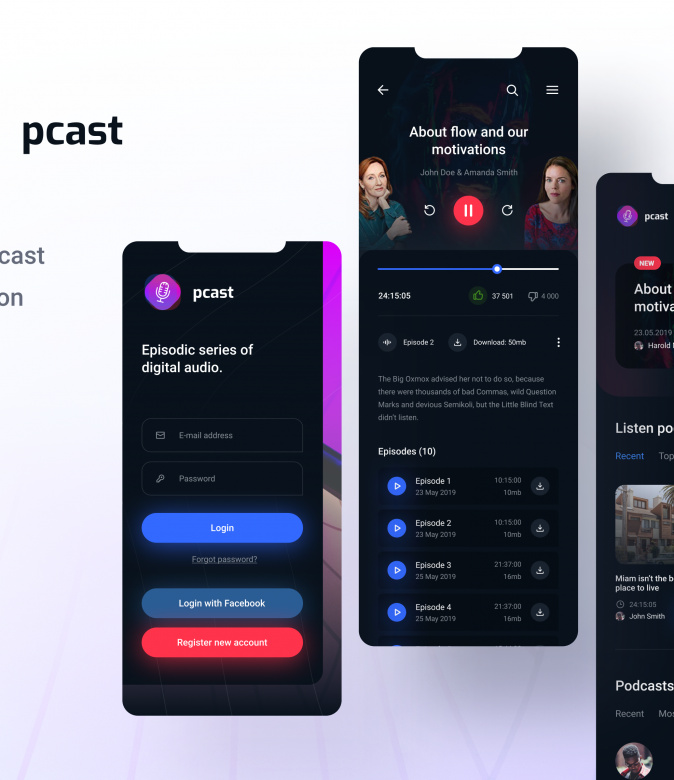 pcast
cast
on
pcast
Episodic series of
digital audio.
E-mail address
Password
Login
Forgot password?
Login with Facebook
Register new account
About flow and our
motivations
John Doe & Amanda Smith
24:15:05
37 501
4 000
Episode 2
Download: 50mb
The Big Oxmox advised her not to do so, because
there were thousands of bad Commas, wild Question
Marks and devious Semikoli, but the Little Blind Text
didn't listen.
Episodes (10)
Episode 1
10:15:00
23 May 2019
10mb
Episode 2
10:15:00
23 May 2019
10mb
Episode 3
21:37:00
25 May 2019
16mb
Episode 4
21:37:00
25 May 2019
16mb
pcast
NEW
About
motiva
23.05.2019
Harold
Listen po
Recent Top
Miam isn't the b
place to live
24:15:05
John Smith
Podcasts
Recent Mos